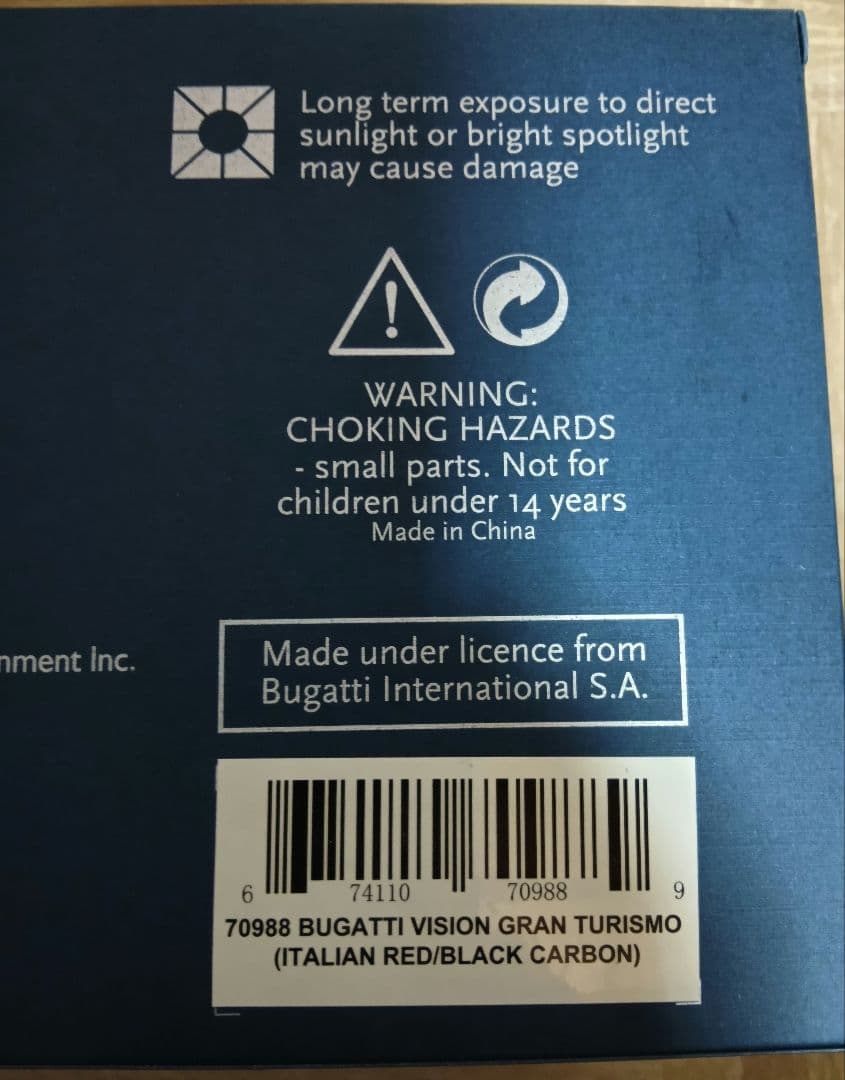 Long term exposure to direct
sunlight or bright spotlight
may cause damage
WARNING:
CHOKING HAZARDS
- small parts. Not for
children under 14 years
Made in China
Inc.
Made under licence from
Bugatti International S.A.
6 74110 70988 9
70988 BUGATTI VISION GRAN TURISMO
(ITALIAN RED/BLACK CARBON)